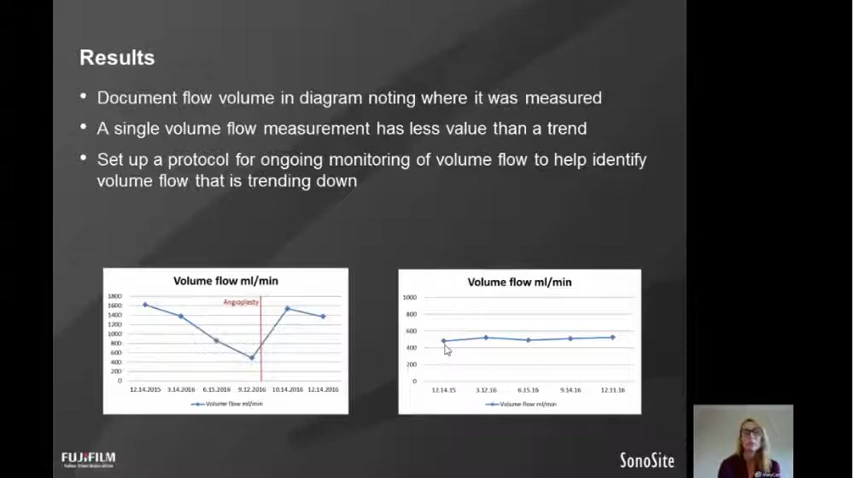 Results
• Document flow volume in diagram noting where it was measured
• A single volume flow measurement has less value than a trend
• Set up a protocol for ongoing monitoring of volume flow to help identify
volume flow that is trending down
Volume flow ml/min
1800
1600
1400
1200
1000
800
600
400
200
0
Angioplasty
12.14.2015 3.14.2016 6.15.2016 9.12.2016 10.14.2016 12.14.2016
Volume flow ml/min
Volume flow ml/min
1000
800
600
400
200
0
12.14.15 3.12.16 6.15.16 9.14.16 12.11.16
Volume flow ml/min
FUJIFILM
SonoSite